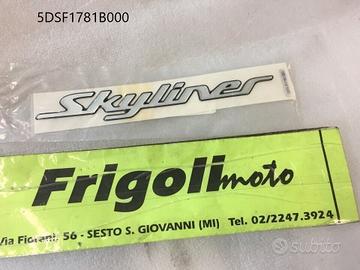 5DSF1781B000
Skyliner
Frigolimoto
Via Fiorani, 56 - SESTO S. GIOVANNI (MI) Tel. 02/2247.3924
subito